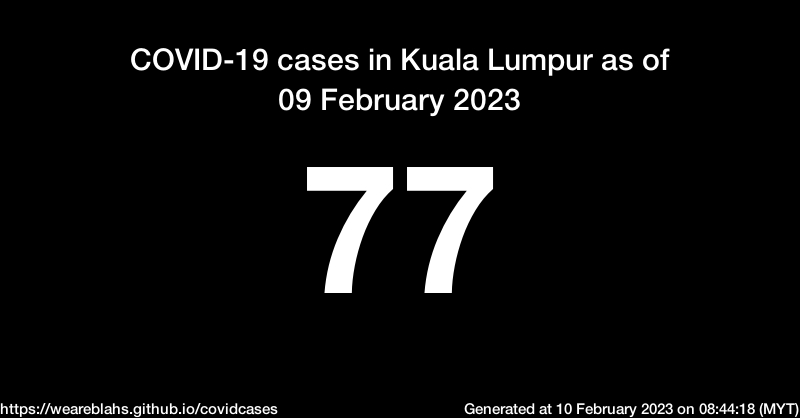 COVID-19 cases in Kuala Lumpur as of
09 February 2023
77
https://weareblahs.github.io/covidcases
Generated at 10 February 2023 on 08:44:18 (MYT)